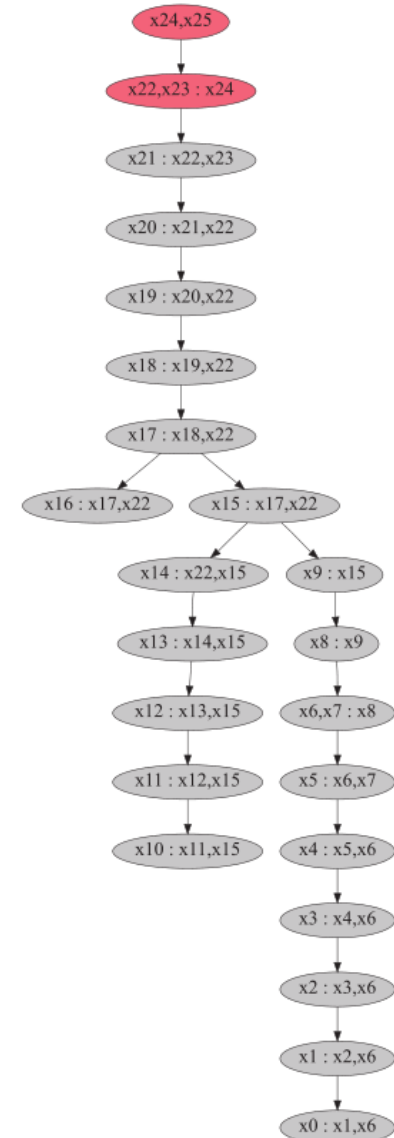 x24,x25
x22,x23 : x24
x21 : x22,x23
x20 : x21,x22
x19 : x20,x22
x18 : x19,x22
x17 : x18,x22
x16 : x17,x22
x15 : x17,x22
x14 : x22,x15
x9 : x15
x13 : x14,x15
x8 : x9
x12 : x13,x15
x6,x7 : x8
x11 : x12,x15
x5 : x6,x7
x10 : x11,x15
x4 : x5,x6
x3 : x4,x6
x2 : x3,x6
x1 : x2,x6
x0 : x1,x6